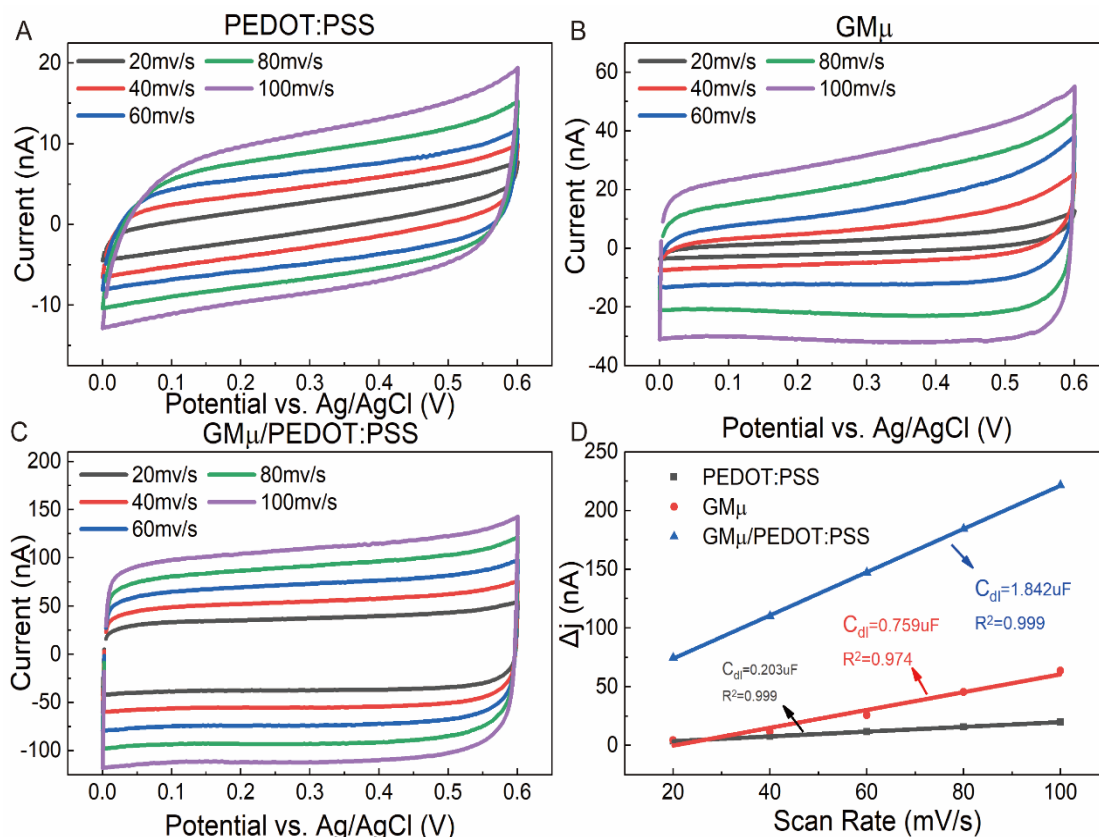 A
PEDOT:PSS
20mv/s
80mv/s
40mv/s
100mv/s
60mv/s
20
10
0
-10
Current (nA)
0.0 0.1 0.2 0.3 0.4 0.5 0.6
Potential vs. Ag/AgCl (V)
B
GMμ
20mv/s
80mv/s
40mv/s
100mv/s
60mv/s
60
40
20
0
-20
-40
Current (nA)
0.0 0.1 0.2 0.3 0.4 0.5 0.6
Potential vs. Ag/AgCl (V)
C
GMμ/PEDOT:PSS
20mv/s
80mv/s
40mv/s
100mv/s
60mv/s
200
150
100
50
0
-50
-100
Current (nA)
0.0 0.1 0.2 0.3 0.4 0.5 0.6
Potential vs. Ag/AgCl (V)
D
PEDOT:PSS
GMμ
GMμ/PEDOT:PSS
250
200
150
100
50
0
Δj (nA)
Cdl=1.842uF
R²=0.999
Cdl=0.759uF
R²=0.974
Cdl=0.203uF
R²=0.999
20 40 60 80 100
Scan Rate (mV/s)